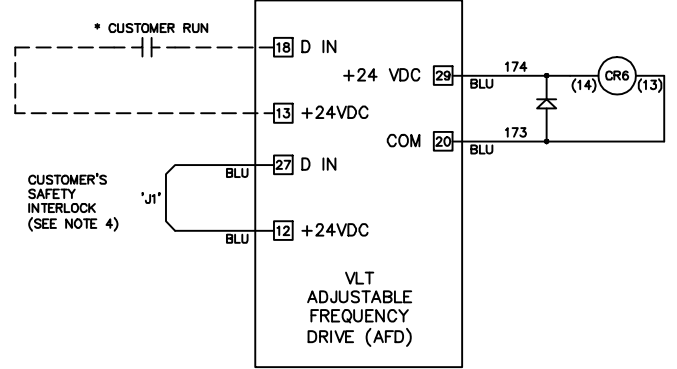 * CUSTOMER RUN
18 D IN
+24 VDC 29
174
BLU
CR6
(14)
(13)
13 +24VDC
COM 20
173
BLU
27 D IN
BLU
CUSTOMER'S
SAFETY
INTERLOCK
(SEE NOTE 4)
'J1'
12 +24VDC
BLU
VLT
ADJUSTABLE
FREQUENCY
DRIVE (AFD)